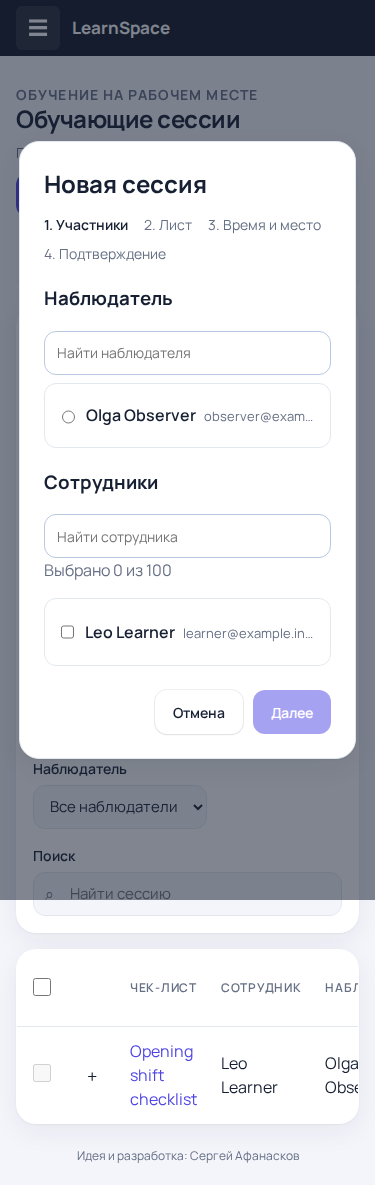 ☰ LearnSpace
ОБУЧЕНИЕ НА РАБОЧЕМ МЕСТЕ
Обучающие сессии
Новая сессия
1. Участники 2. Лист 3. Время и место
4. Подтверждение
Наблюдатель
Найти наблюдателя
Olga Observer observer@exam...
Сотрудники
Найти сотрудника
Выбрано 0 из 100
Leo Learner learner@example.in...
Отмена Далее
Наблюдатель
Все наблюдатели
Поиск
Найти сессию
ЧЕК-ЛИСТ СОТРУДНИК НАБЛ
+ Opening shift checklist Leo Learner Olga Obse
Идея и разработка: Сергей Афанасков